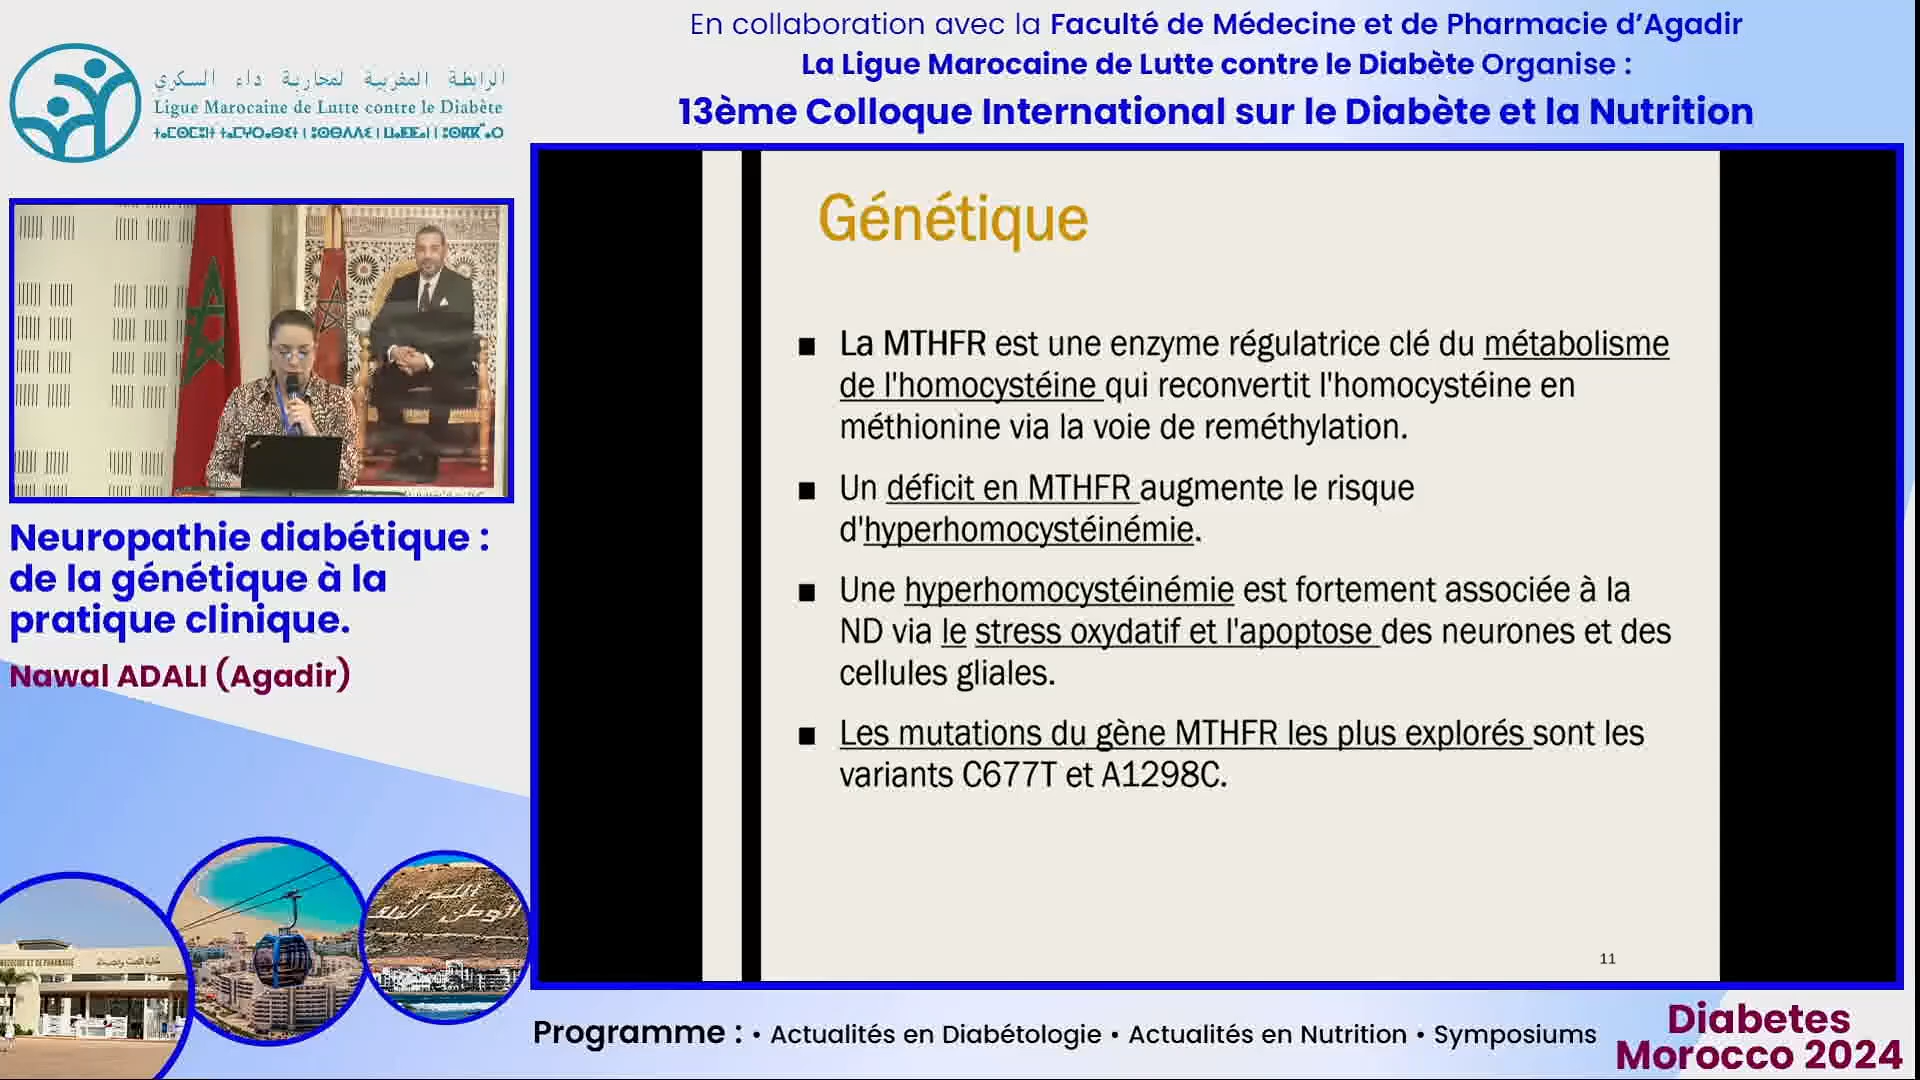 En collaboration avec la Faculté de Médecine et de Pharmacie d’Agadir
La Ligue Marocaine de Lutte contre le Diabète Organise :
13ème Colloque International sur le Diabète et la Nutrition
الرابطة المغربية لمحاربة داء السكري
Ligue Marocaine de Lutte contre le Diabète
Neuropathie diabétique :
de la génétique à la
pratique clinique.
Nawal ADALI (Agadir)
Génétique
■ La MTHFR est une enzyme régulatrice clé du métabolisme
de l'homocystéine qui reconvertit l'homocystéine en
méthionine via la voie de reméthylation.
■ Un déficit en MTHFR augmente le risque
d'hyperhomocystéinémie.
■ Une hyperhomocystéinémie est fortement associée à la
ND via le stress oxydatif et l'apoptose des neurones et des
cellules gliales.
■ Les mutations du gène MTHFR les plus explorés sont les
variants C677T et A1298C.
11
الله
الوطن الملك
Programme : • Actualités en Diabétologie • Actualités en Nutrition • Symposiums
Diabetes
Morocco 2024